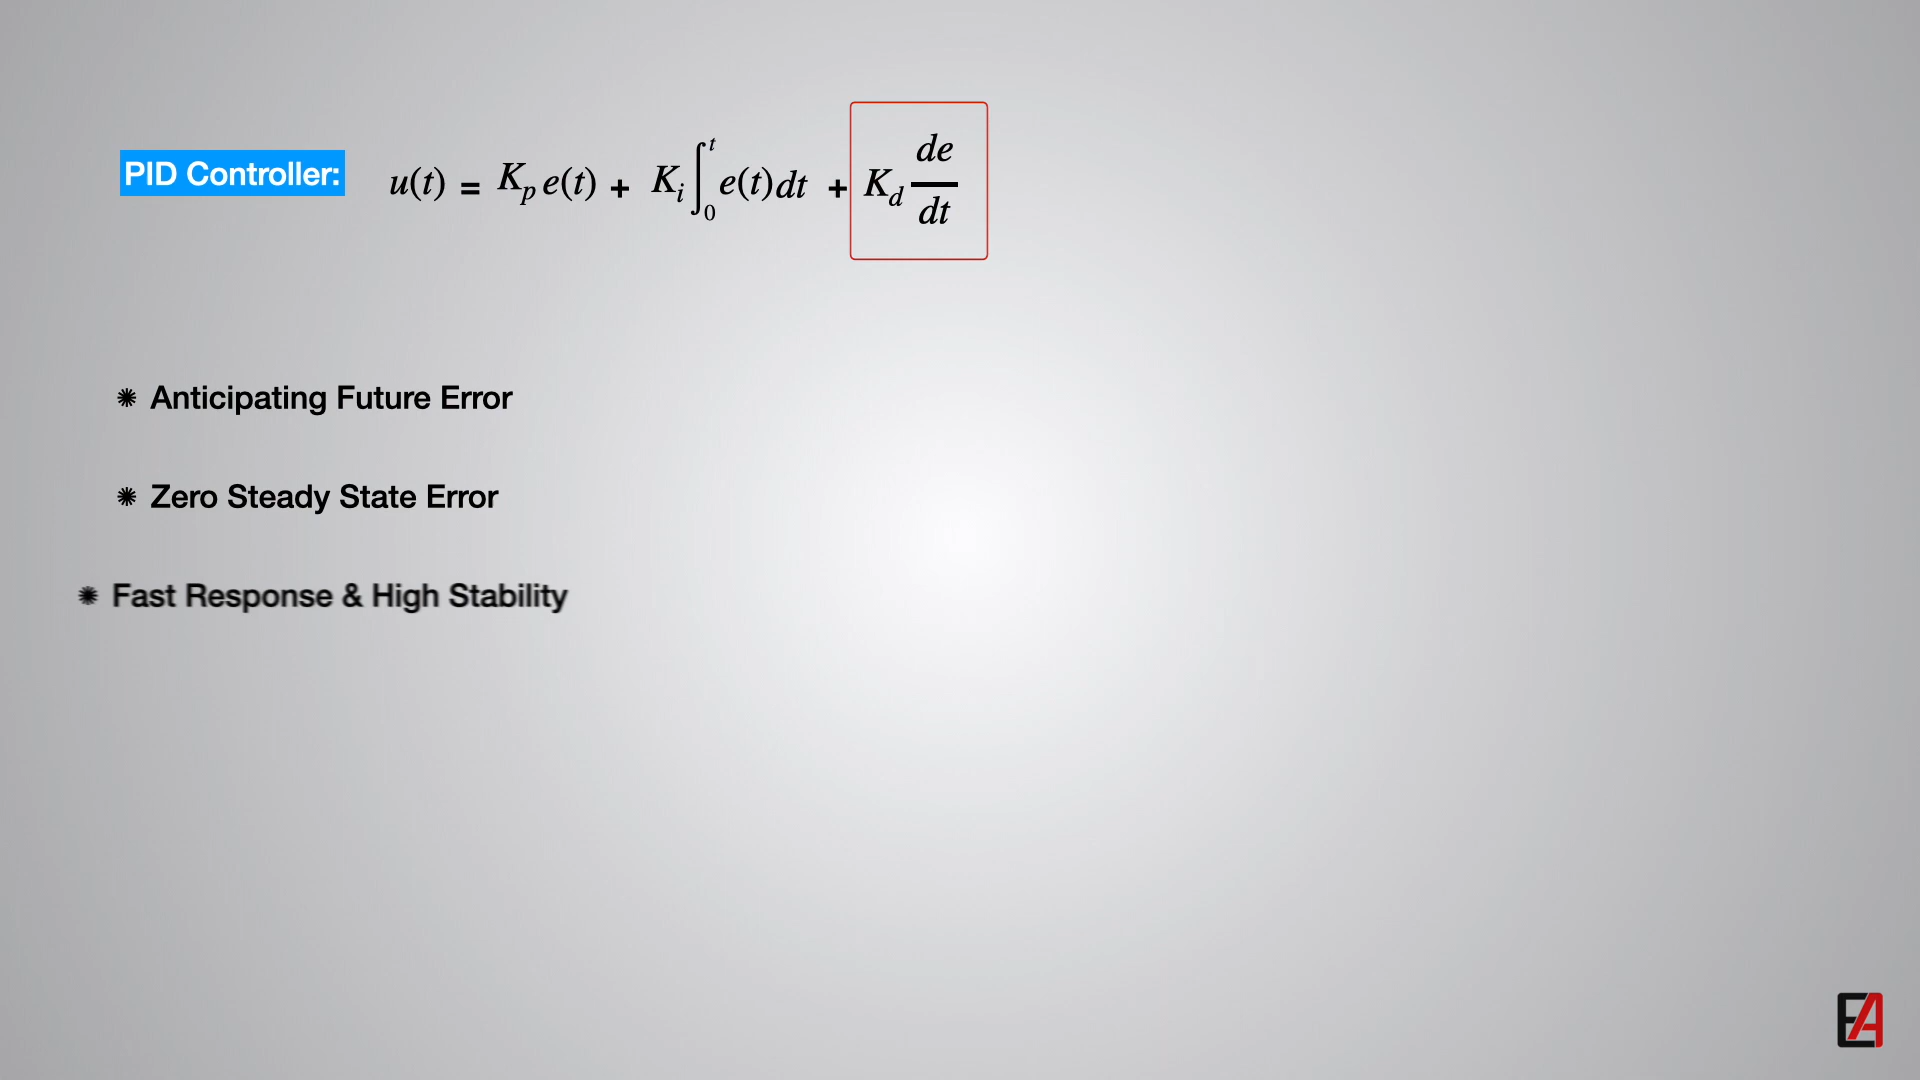 PID Controller: u(t) = K_p e(t) + K_i ∫_0^t e(t)dt + K_d de/dt
✺ Anticipating Future Error
✺ Zero Steady State Error
✺ Fast Response & High Stability
EA